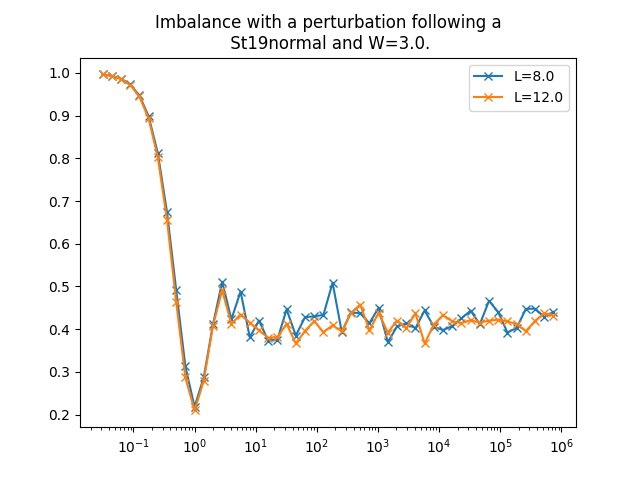 Imbalance with a perturbation following a
St19normal and W=3.0.
L=8.0
L=12.0
1.0
0.9
0.8
0.7
0.6
0.5
0.4
0.3
0.2
10⁻¹ 10⁰ 10¹ 10² 10³ 10⁴ 10⁵ 10⁶